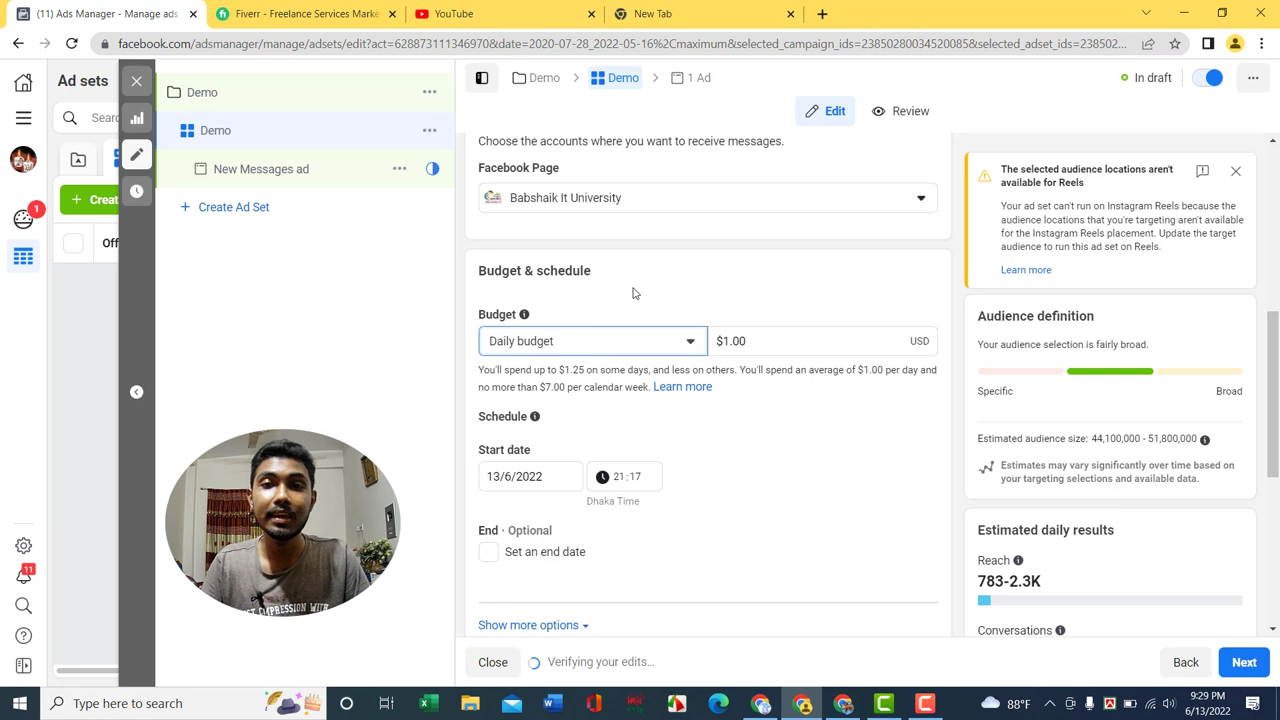 (1) Ads Manager - Manage ads
Fiverr - Freelance Services Marke
YouTube
New Tab
facebook.com/adsmanager/manage/adsets/edit?act=6288731113469708&date=2020-07-28_2022-05-16%2Cmaximum&selected_campaign_ids=238502800345200858&selected_adset_ids=238502...
Ad sets
Demo
Demo
1 Ad
In draft
Edit
Review
Searc
Demo
Demo
New Messages ad
Create Ad Set
+ Creat
Off
1
11
Choose the accounts where you want to receive messages.
Facebook Page
Babshaik It University
Budget & schedule
Budget
Daily budget
$1.00
USD
You'll spend up to $1.25 on some days, and less on others. You'll spend an average of $1.00 per day and
no more than $7.00 per calendar week. Learn more
Schedule
Start date
13/6/2022
21:17
Dhaka Time
End · Optional
Set an end date
Show more options
The selected audience locations aren't
available for Reels
Your ad set can't run on Instagram Reels because the
audience locations that you're targeting aren't available
for the Instagram Reels placement. Update the target
audience to run this ad set on Reels.
Learn more
Audience definition
Your audience selection is fairly broad.
Specific
Broad
Estimated audience size: 44,100,000 - 51,800,000
Estimates may vary significantly over time based on
your targeting selections and available data.
Estimated daily results
Reach
783-2.3K
Conversations
Close
Verifying your edits...
Back
Next
Type here to search
88°F
9:29 PM
6/13/2022